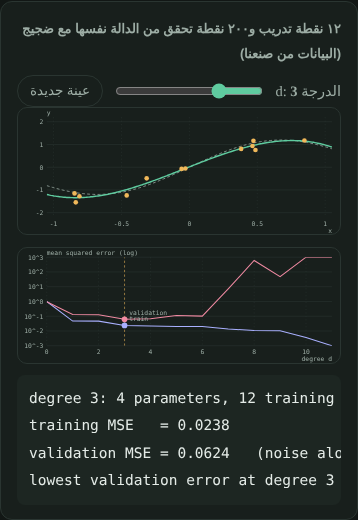 ١٢ نقطة تدريب و٢٠٠ نقطة تحقق من الدالة نفسها مع ضجيج
(البيانات من صنعنا)
الدرجة d: 3
عينة جديدة
y
2
1
0
-1
-2
-1
-0.5
0
0.5
1
x
mean squared error (log)
10^3
10^2
10^1
10^0
10^-1
10^-2
10^-3
validation
train
0
2
4
6
8
10
degree d
degree 3: 4 parameters, 12 training
training MSE = 0.0238
validation MSE = 0.0624 (noise alo
lowest validation error at degree 3